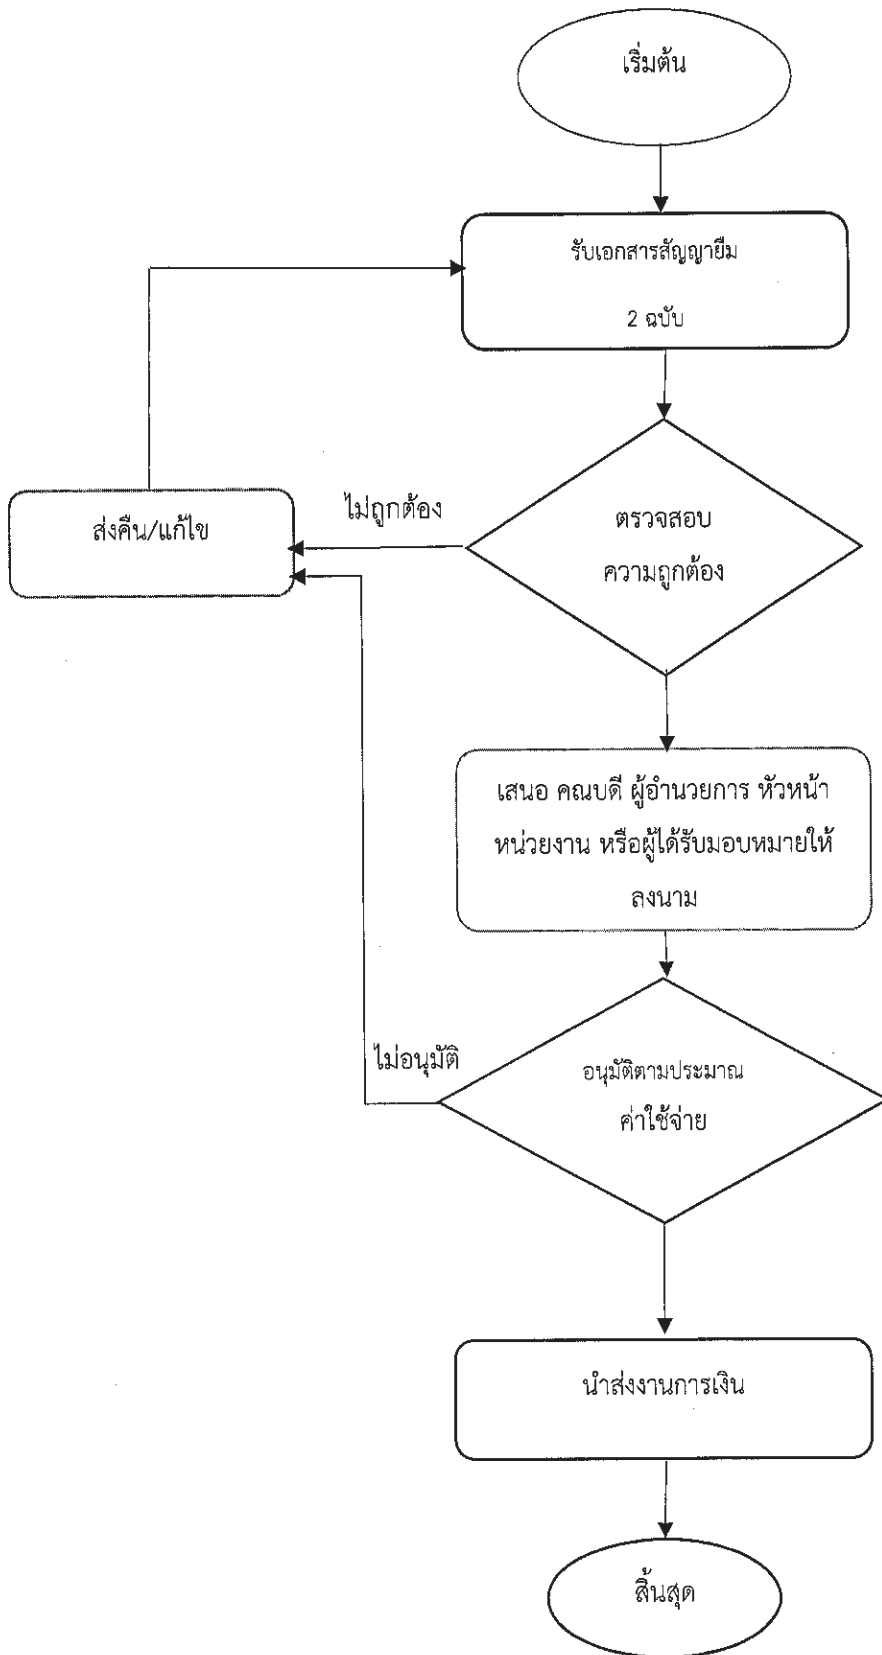 เริ่มต้น
รับเอกสารสัญญายืม
2 ฉบับ
ไม่ถูกต้อง
ส่งคืน/แก้ไข
ตรวจสอบ
ความถูกต้อง
เสนอ คณบดี ผู้อำนวยการ หัวหน้า
หน่วยงาน หรือผู้ได้รับมอบหมายให้
ลงนาม
ไม่อนุมัติ
อนุมัติตามประมาณ
ค่าใช้จ่าย
นำส่งงานการเงิน
สิ้นสุด